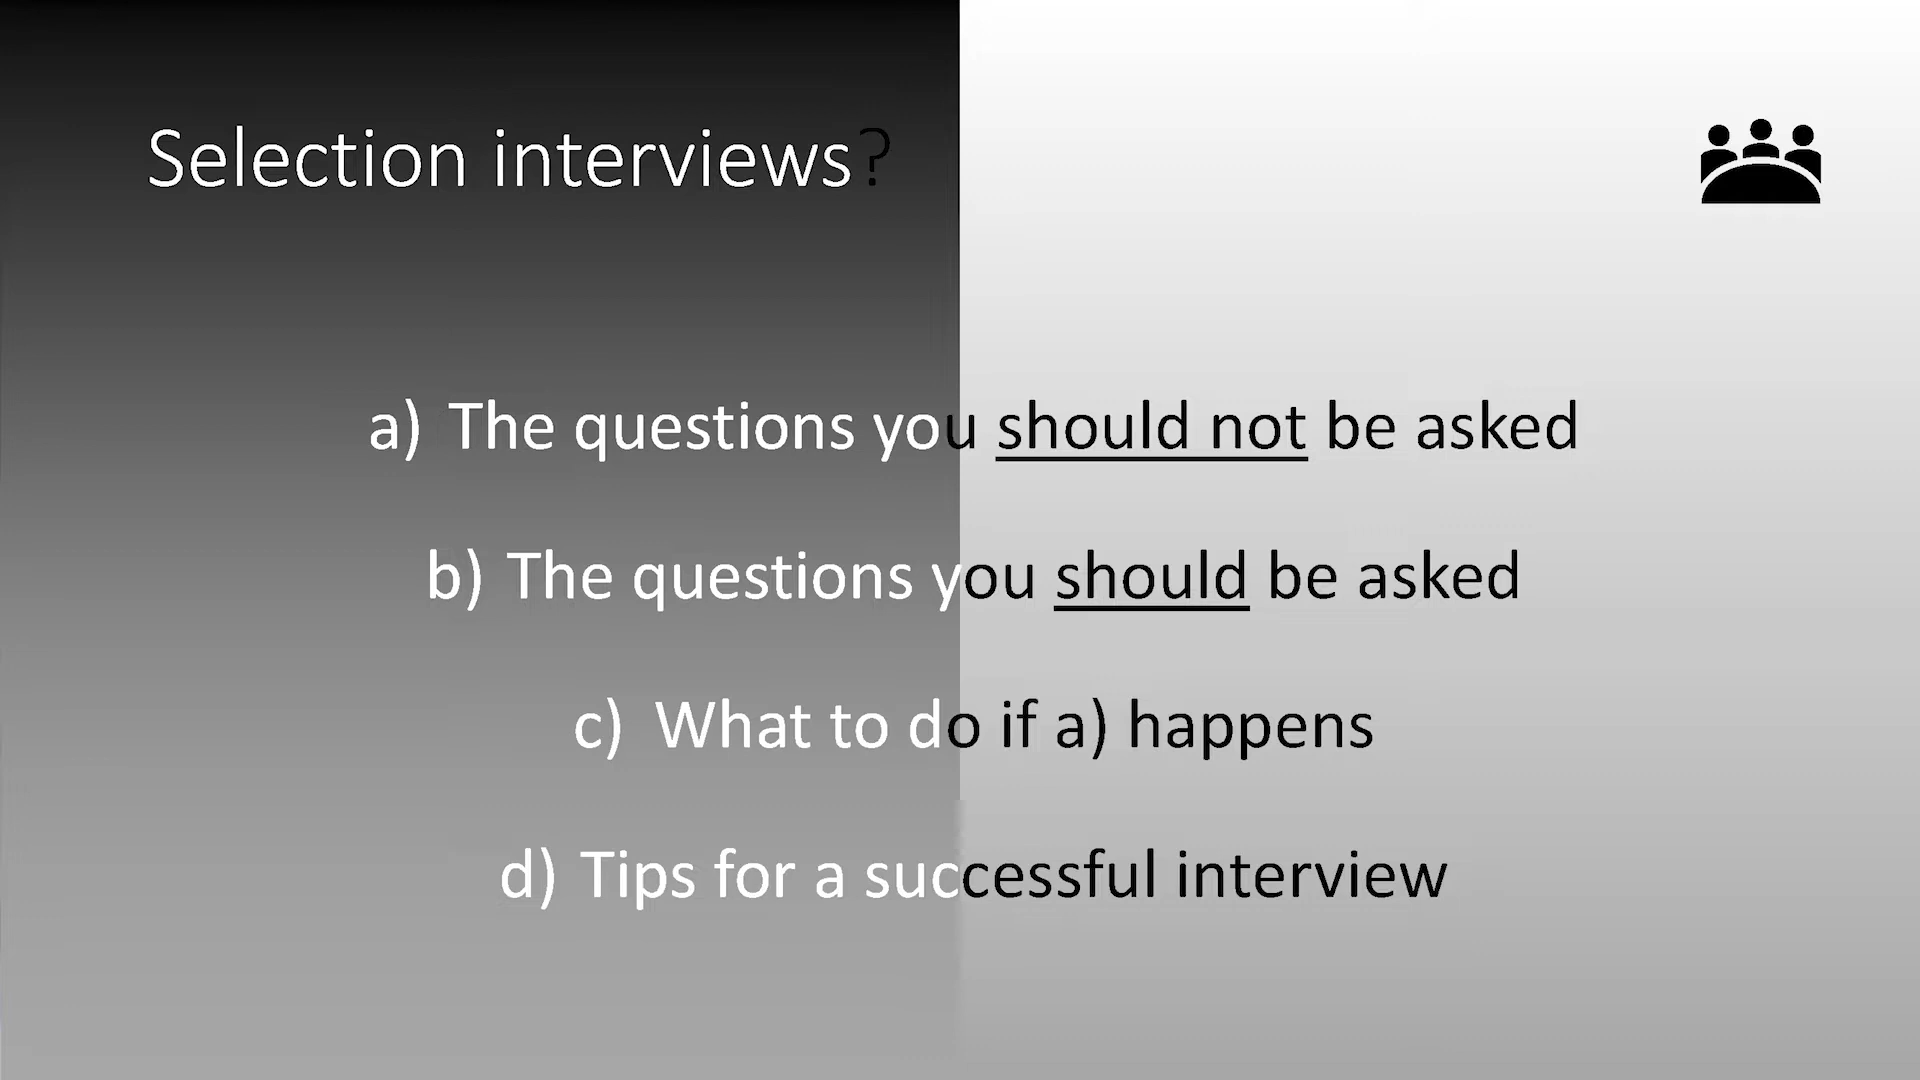 Selection interviews?
a) The questions you should not be asked
b) The questions you should be asked
c) What to do if a) happens
d) Tips for a successful interview